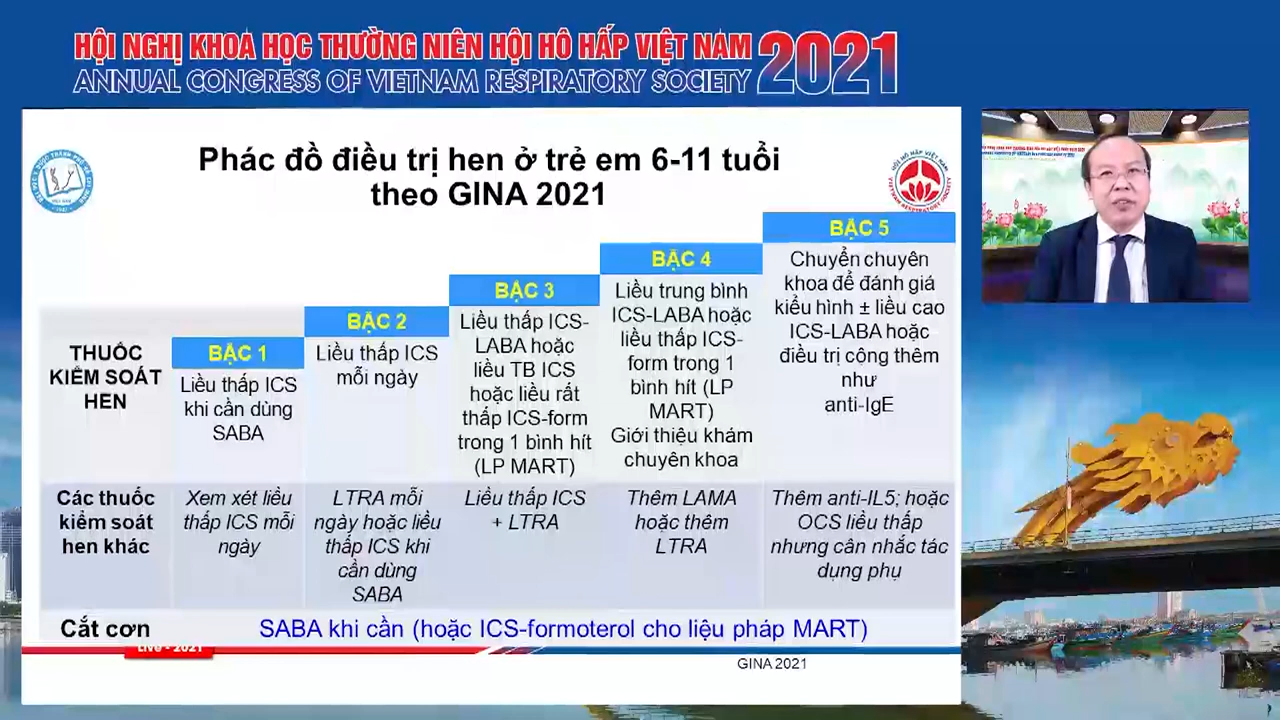 HỘI NGHỊ KHOA HỌC THƯỜNG NIÊN HỘI HÔ HẤP VIỆT NAM 2021
ANNUAL CONGRESS OF VIETNAM RESPIRATORY SOCIETY
Phác đồ điều trị hen ở trẻ em 6-11 tuổi
theo GINA 2021
THUỐC
KIỂM SOÁT
HEN
BẬC 1
Liều thấp ICS
khi cần dùng
SABA
BẬC 2
Liều thấp ICS
mỗi ngày
BẬC 3
Liều thấp ICS-
LABA hoặc
liều TB ICS
hoặc liều rất
thấp ICS-form
trong 1 bình hít
(LP MART)
BẬC 4
Liều trung bình
ICS-LABA hoặc
liều thấp ICS-
form trong 1
bình hít (LP
MART)
Giới thiệu khám
chuyên khoa
BẬC 5
Chuyển chuyên
khoa để đánh giá
kiểu hình ± liều cao
ICS-LABA hoặc
điều trị cộng thêm
như
anti-IgE
Các thuốc
kiểm soát
hen khác
Xem xét liều
thấp ICS mỗi
ngày
LTRA mỗi
ngày hoặc liều
thấp ICS khi
cần dùng
SABA
Liều thấp ICS
+ LTRA
Thêm LAMA
hoặc thêm
LTRA
Thêm anti-IL5; hoặc
OCS liều thấp
nhưng cân nhắc tác
dụng phụ
Cắt cơn
SABA khi cần (hoặc ICS-formoterol cho liệu pháp MART)
LIVE - 2021
GINA 2021